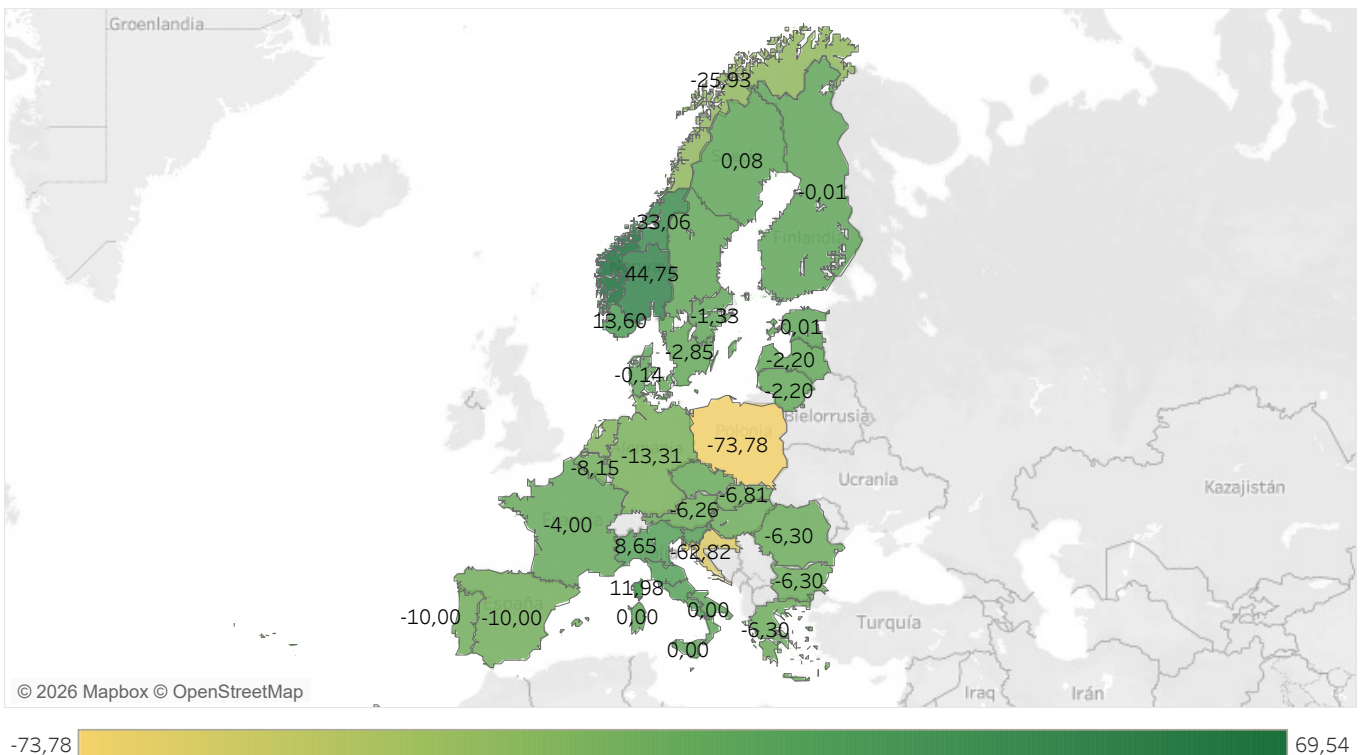 Groenlandia
-25,93
0,08
-0,01
33,06
Finlandia
44,75
13,60
-1,33
0,01
-2,85
-2,20
-0,14
-2,20
Bielorrusia
Polonia
-73,78
-13,31
-8,15
Ucrania
Kazajistán
-6,81
-6,26
-4,00
-6,30
8,65
-62,82
-6,30
11,98
España
-10,00
-10,00
0,00
0,00
-6,30
Turquía
0,00
Iraq
Irán
© 2026 Mapbox © OpenStreetMap
-73,78
69,54